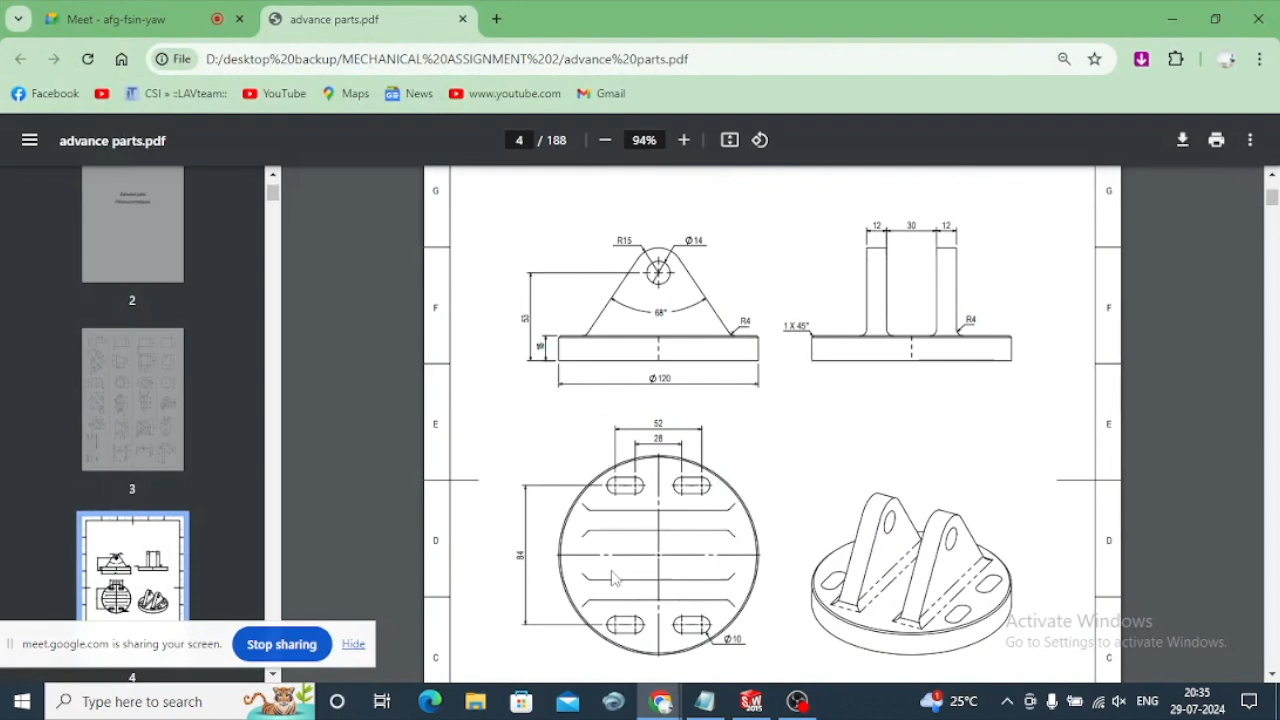 Meet - afg-fsin-yaw
advance parts.pdf
File
D:/desktop%20backup/MECHANICAL%20ASSIGNMENT%202/advance%20parts.pdf
Facebook
CSI » ::LAVteam::
YouTube
Maps
News
www.youtube.com
Gmail
advance parts.pdf
4 / 188
94%
2
3
4
G
G
F
F
E
E
D
D
C
C
R15
Ø14
53
68°
R4
Ø120
12
30
12
1 X 45°
R4
52
28
84
Ø10
Activate Windows
Go to Settings to activate Windows.
meet.google.com is sharing your screen.
Stop sharing
Hide
Type here to search
SW
2015
1
25°C
ENG
20:35
29-07-2024